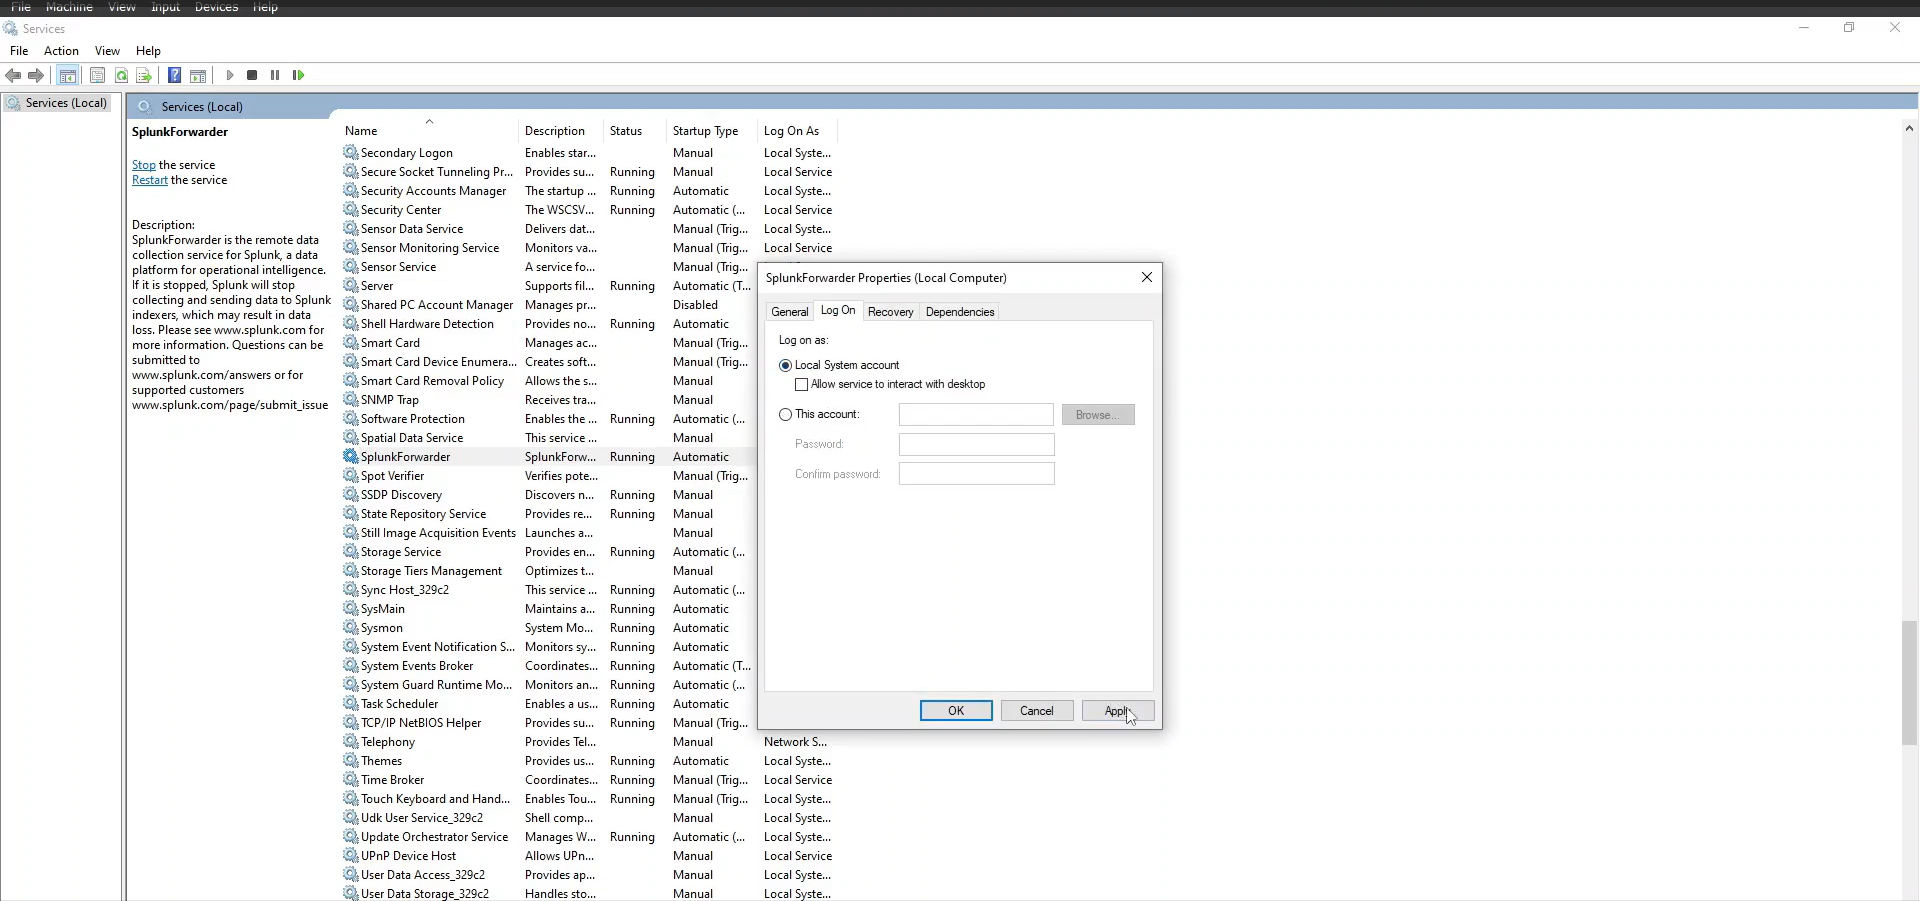 File Machine View Input Devices Help
Services
File Action View Help
Services (Local)
Services (Local)
SplunkForwarder
Stop the service
Restart the service
Description:
SplunkForwarder is the remote data
collection service for Splunk, a data
platform for operational intelligence.
If it is stopped, Splunk will stop
collecting and sending data to Splunk
indexers, which may result in data
loss. Please see www.splunk.com for
more information. Questions can be
submitted to
www.splunk.com/answers or for
supported customers
www.splunk.com/page/submit_issue
Name Description Status Startup Type Log On As
Secondary Logon Enables star... Manual Local Syste...
Secure Socket Tunneling Pr... Provides su... Running Manual Local Service
Security Accounts Manager The startup ... Running Automatic Local Syste...
Security Center The WSCSV... Running Automatic (... Local Service
Sensor Data Service Delivers dat... Manual (Trig... Local Syste...
Sensor Monitoring Service Monitors va... Manual (Trig... Local Service
Sensor Service A service fo... Manual (Trig...
Server Supports fil... Running Automatic (T...
Shared PC Account Manager Manages pr... Disabled
Shell Hardware Detection Provides no... Running Automatic
Smart Card Manages ac... Manual (Trig...
Smart Card Device Enumera... Creates soft... Manual (Trig...
Smart Card Removal Policy Allows the s... Manual
SNMP Trap Receives tra... Manual
Software Protection Enables the ... Running Automatic (...
Spatial Data Service This service ... Manual
SplunkForwarder SplunkForw... Running Automatic
Spot Verifier Verifies pote... Manual (Trig...
SSDP Discovery Discovers n... Running Manual
State Repository Service Provides re... Running Manual
Still Image Acquisition Events Launches a... Manual
Storage Service Provides en... Running Automatic (...
Storage Tiers Management Optimizes t... Manual
Sync Host_329c2 This service ... Running Automatic (...
SysMain Maintains a... Running Automatic
Sysmon System Mo... Running Automatic
System Event Notification S... Monitors sy... Running Automatic
System Events Broker Coordinates... Running Automatic (T...
System Guard Runtime Mo... Monitors an... Running Automatic (...
Task Scheduler Enables a us... Running Automatic
TCP/IP NetBIOS Helper Provides su... Running Manual (Trig...
Telephony Provides Tel... Manual Network S...
Themes Provides us... Running Automatic Local Syste...
Time Broker Coordinates... Running Manual (Trig... Local Service
Touch Keyboard and Hand... Enables Tou... Running Manual (Trig... Local Syste...
Udk User Service_329c2 Shell comp... Manual Local Syste...
Update Orchestrator Service Manages W... Running Automatic (... Local Syste...
UPnP Device Host Allows UPn... Manual Local Service
User Data Access_329c2 Provides ap... Manual Local Syste...
User Data Storage_329c2 Handles sto... Manual Local Syste...
SplunkForwarder Properties (Local Computer)
General Log On Recovery Dependencies
Log on as:
Local System account
Allow service to interact with desktop
This account: Browse...
Password:
Confirm password:
OK Cancel Apply